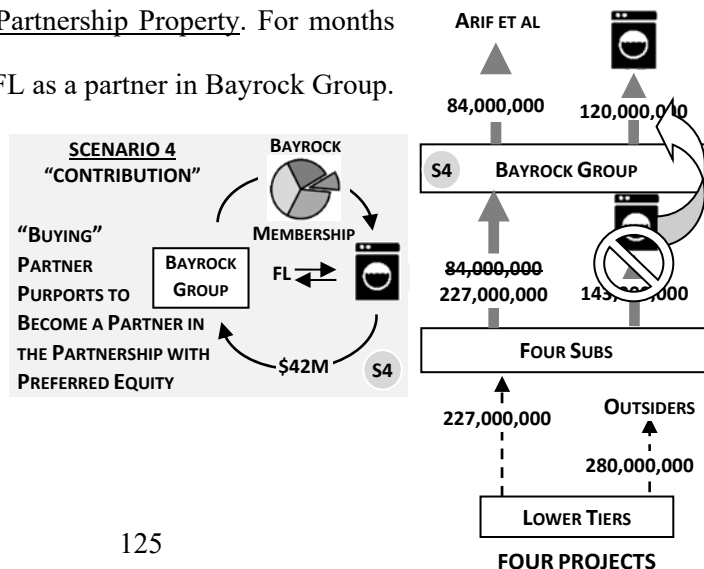 Partnership Property. For months
FL as a partner in Bayrock Group.
SCENARIO 4
"CONTRIBUTION"
BAYROCK
MEMBERSHIP
"BUYING"
PARTNER
PURPORTS TO
BECOME A PARTNER IN
THE PARTNERSHIP WITH
PREFERRED EQUITY
BAYROCK
GROUP
FL
$42M
S4
125
ARIF ET AL
84,000,000
120,000,000
S4
BAYROCK GROUP
84,000,000
227,000,000
FOUR SUBS
227,000,000
OUTSIDERS
280,000,000
LOWER TIERS
FOUR PROJECTS